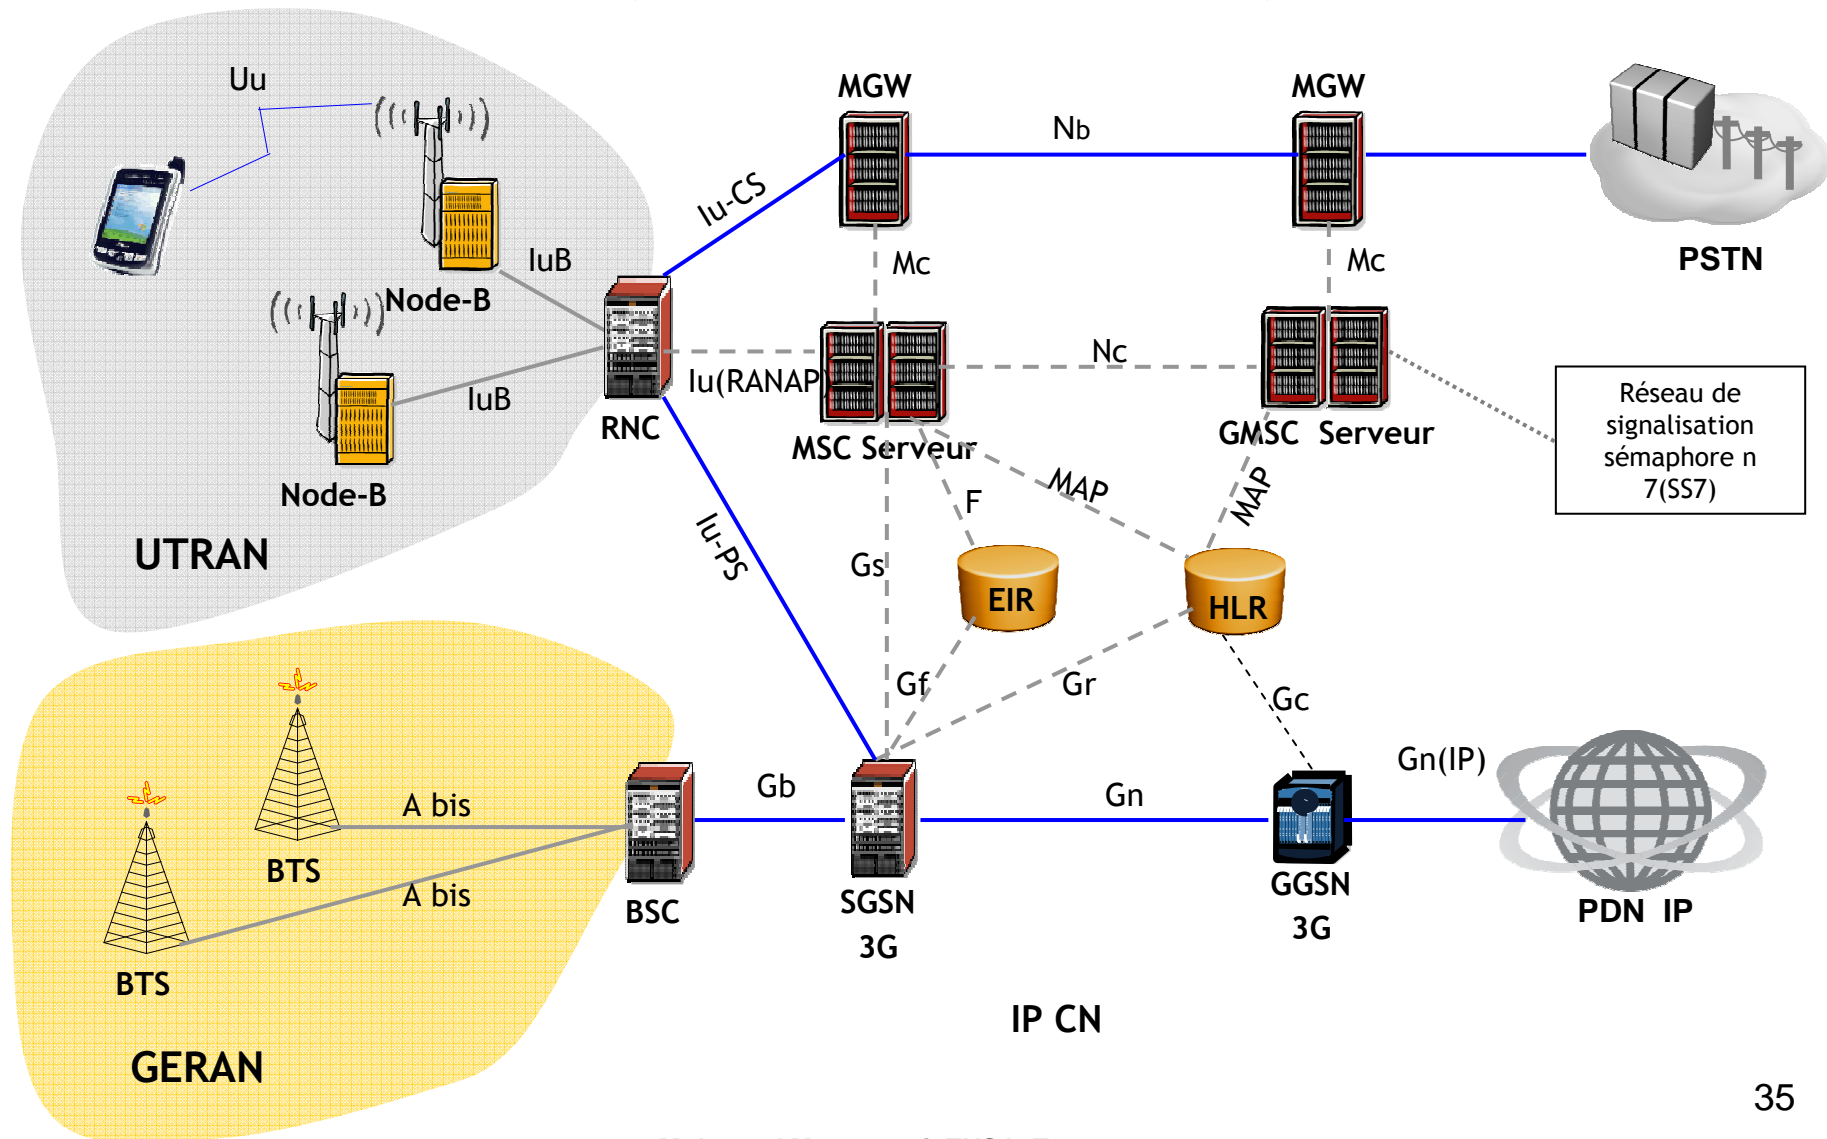 Uu
MGW
MGW
Nb
Iu-CS
PSTN
IuB
Mc
Mc
Node-B
Nc
Iu(RANAP)
IuB
RNC
MSC Serveur
GMSC Serveur
Réseau de
signalisation
sémaphore n
7(SS7)
Node-B
MAP
MAP
F
UTRAN
Iu-PS
Gs
EIR
HLR
Gf
Gr
Gc
Gn(IP)
A bis
Gb
Gn
BTS
A bis
BSC
SGSN
3G
GGSN
3G
PDN IP
BTS
IP CN
GERAN
35